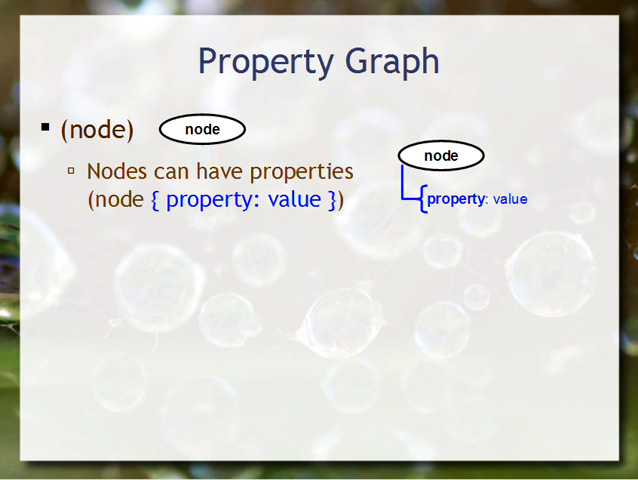 Property Graph
(node)
node
Nodes can have properties
(node { property: value })
node
property: value